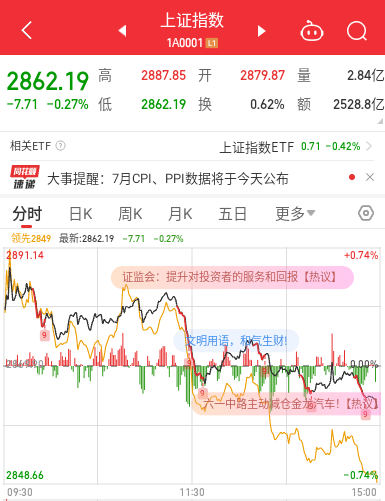 上证指数
1A0001 L1
2862.19 高 2887.85 开 2879.87 量 2.84亿
-7.71 -0.27% 低 2862.19 换 0.62% 额 2528.8亿
相关ETF ? 上证指数ETF 0.71 -0.42%
同花顺
速递
大事提醒：7月CPI、PPI数据将于今天公布
分时 日K 周K 月K 五日 更多
领先2849 最新:2862.19 -7.71 -0.27%
2891.14 +0.74%
证监会：提升对投资者的服务和回报【热议】
9
文明用语，和气生财!
9
0.00%
9
六一中路主动减仓金龙汽车!【热议】
9
2848.66 -0.74%
09:30 11:30 15:00